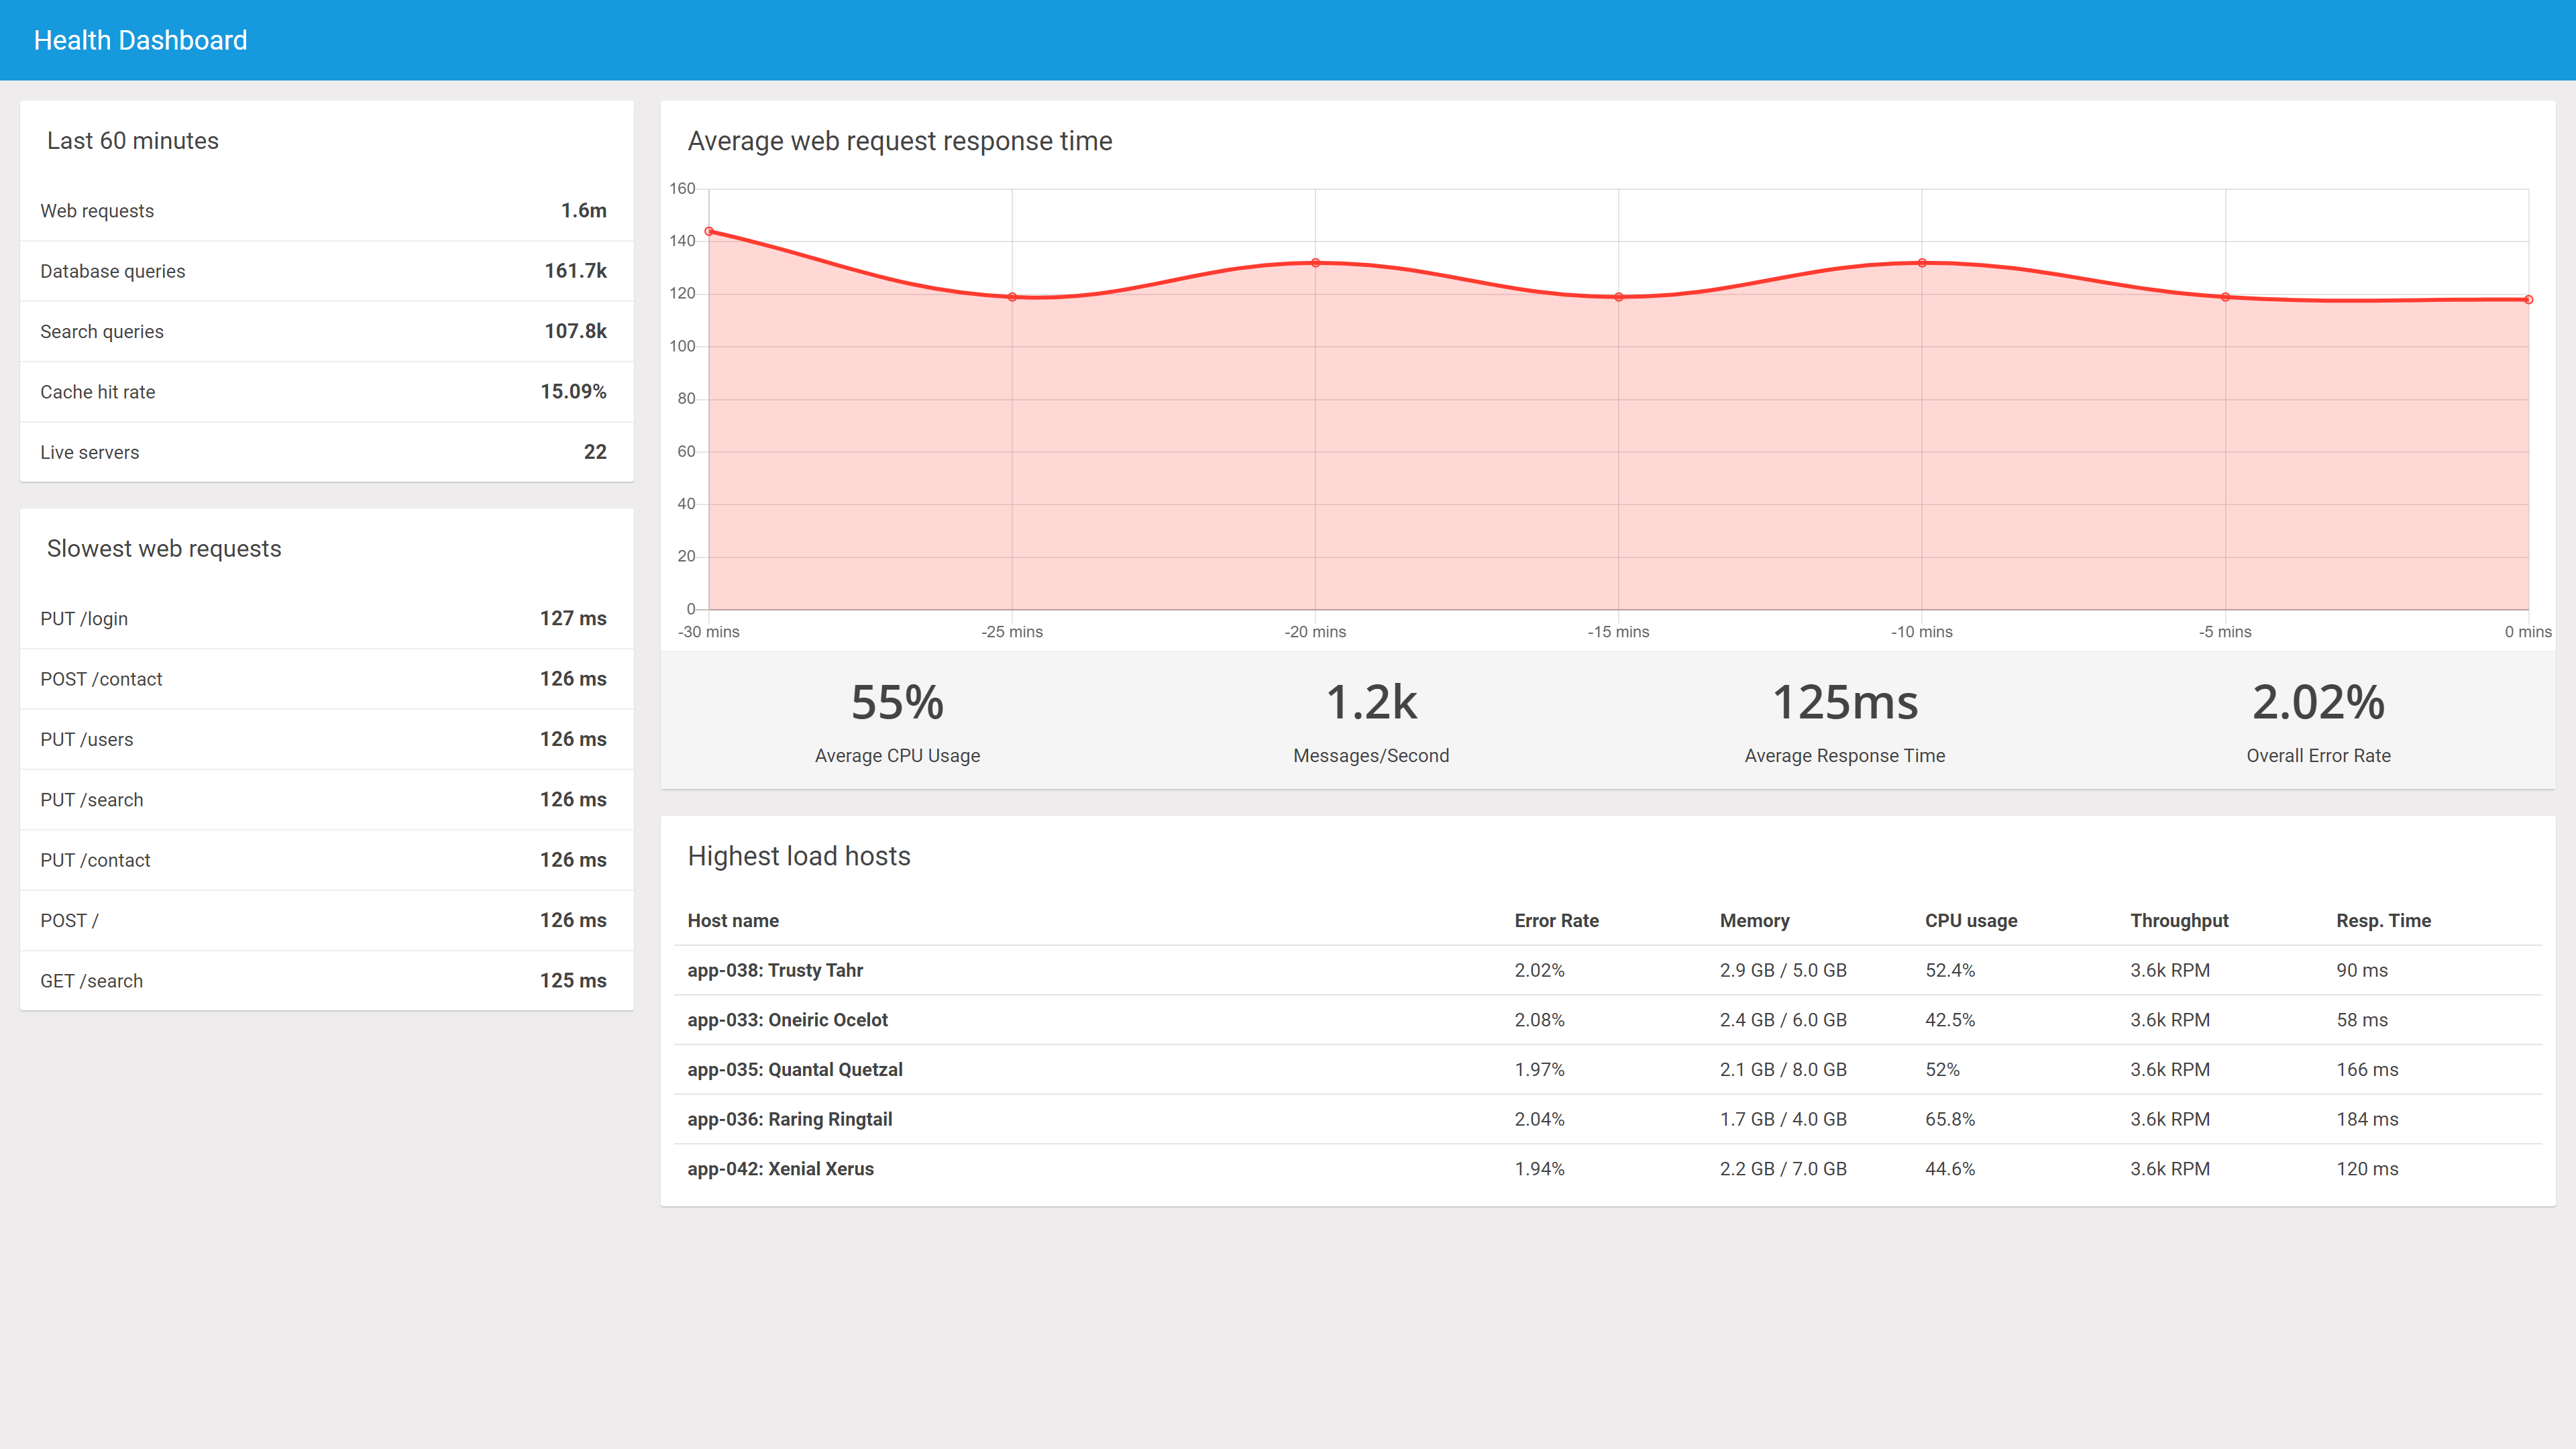 Health Dashboard
Last 60 minutes
Web requests 1.6m
Database queries 161.7k
Search queries 107.8k
Cache hit rate 15.09%
Live servers 22
Slowest web requests
PUT /login 127 ms
POST /contact 126 ms
PUT /users 126 ms
PUT /search 126 ms
PUT /contact 126 ms
POST / 126 ms
GET /search 125 ms
Average web request response time
160
140
120
100
80
60
40
20
0
-30 mins -25 mins -20 mins -15 mins -10 mins -5 mins 0 mins
55% 1.2k 125ms 2.02%
Average CPU Usage Messages/Second Average Response Time Overall Error Rate
Highest load hosts
Host name Error Rate Memory CPU usage Throughput Resp. Time
app-038: Trusty Tahr 2.02% 2.9 GB / 5.0 GB 52.4% 3.6k RPM 90 ms
app-033: Oneiric Ocelot 2.08% 2.4 GB / 6.0 GB 42.5% 3.6k RPM 58 ms
app-035: Quantal Quetzal 1.97% 2.1 GB / 8.0 GB 52% 3.6k RPM 166 ms
app-036: Raring Ringtail 2.04% 1.7 GB / 4.0 GB 65.8% 3.6k RPM 184 ms
app-042: Xenial Xerus 1.94% 2.2 GB / 7.0 GB 44.6% 3.6k RPM 120 ms